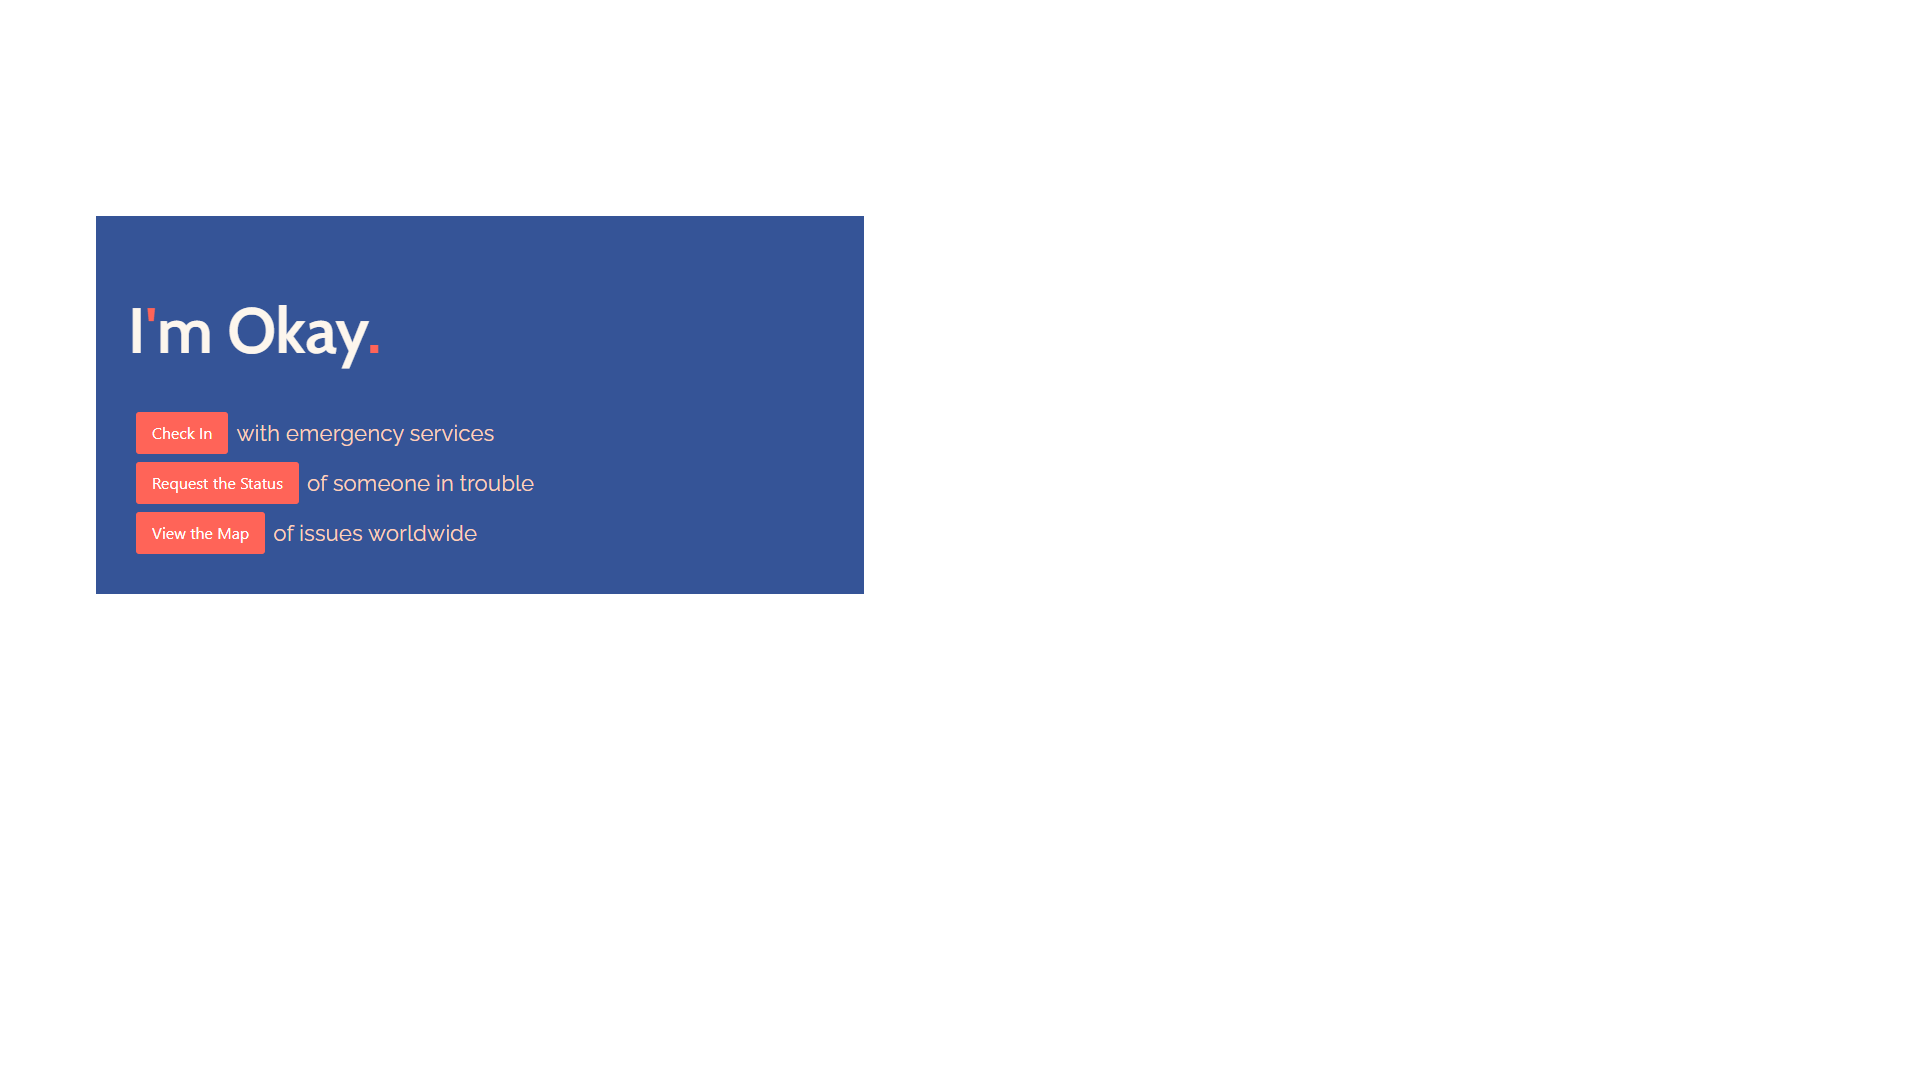 I'm Okay.
Check In with emergency services
Request the Status of someone in trouble
View the Map of issues worldwide